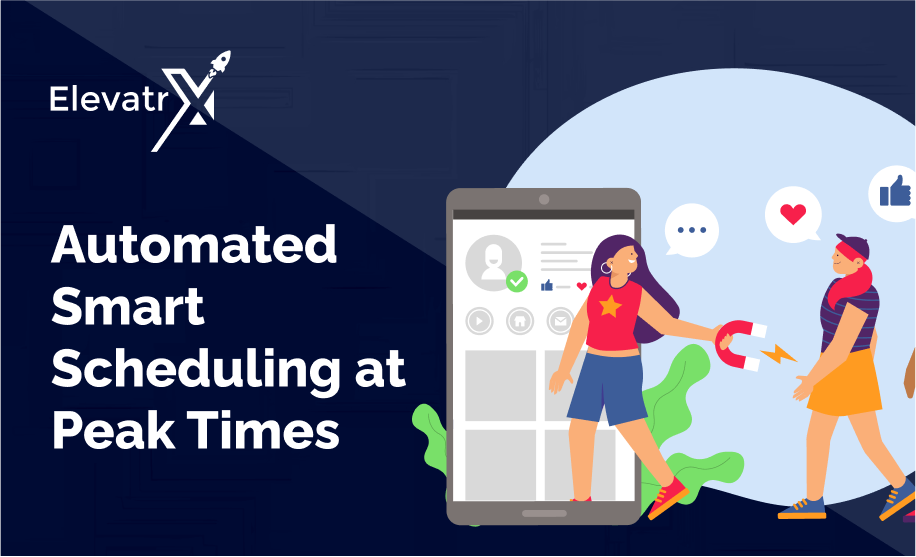 ElevatrX
Automated
Smart
Scheduling at
Peak Times